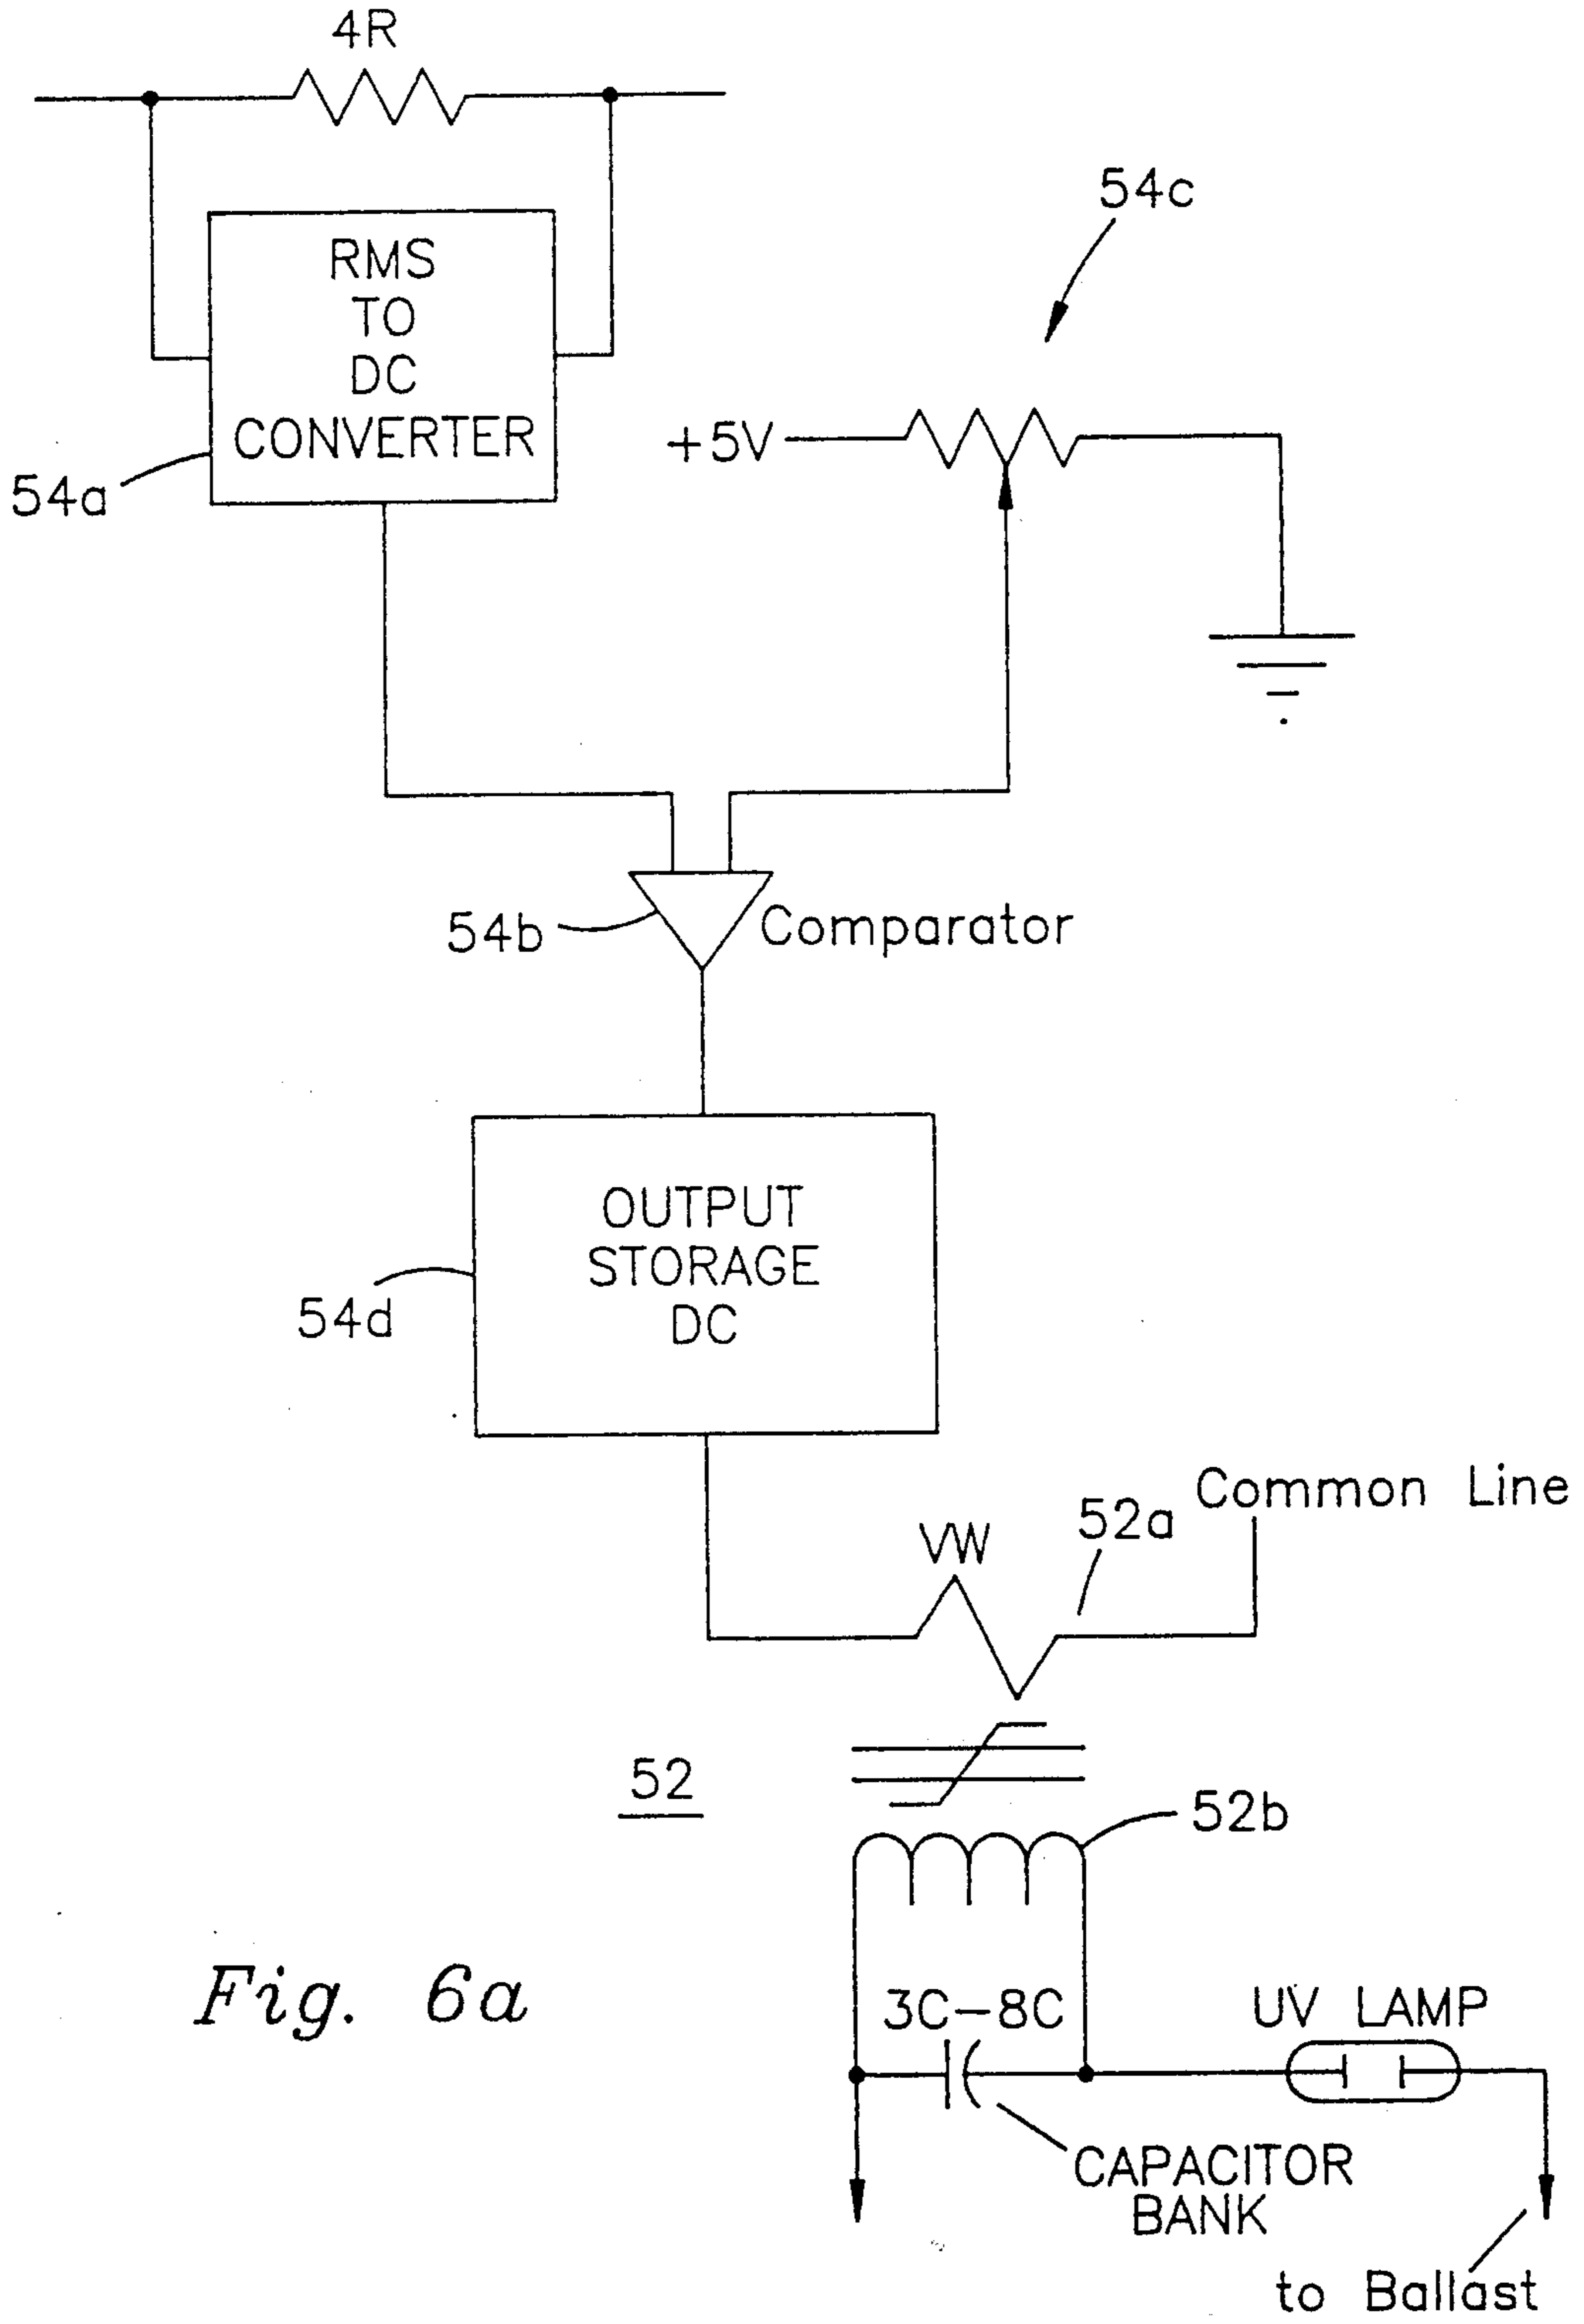 4R
54c
RMS
TO
DC
CONVERTER
+5V
54a
54b
Comparator
OUTPUT
STORAGE
DC
54d
Common Line
52a
VW
52
52b
Fig. 6a
3C-8C
UV LAMP
CAPACITOR
BANK
to Ballast